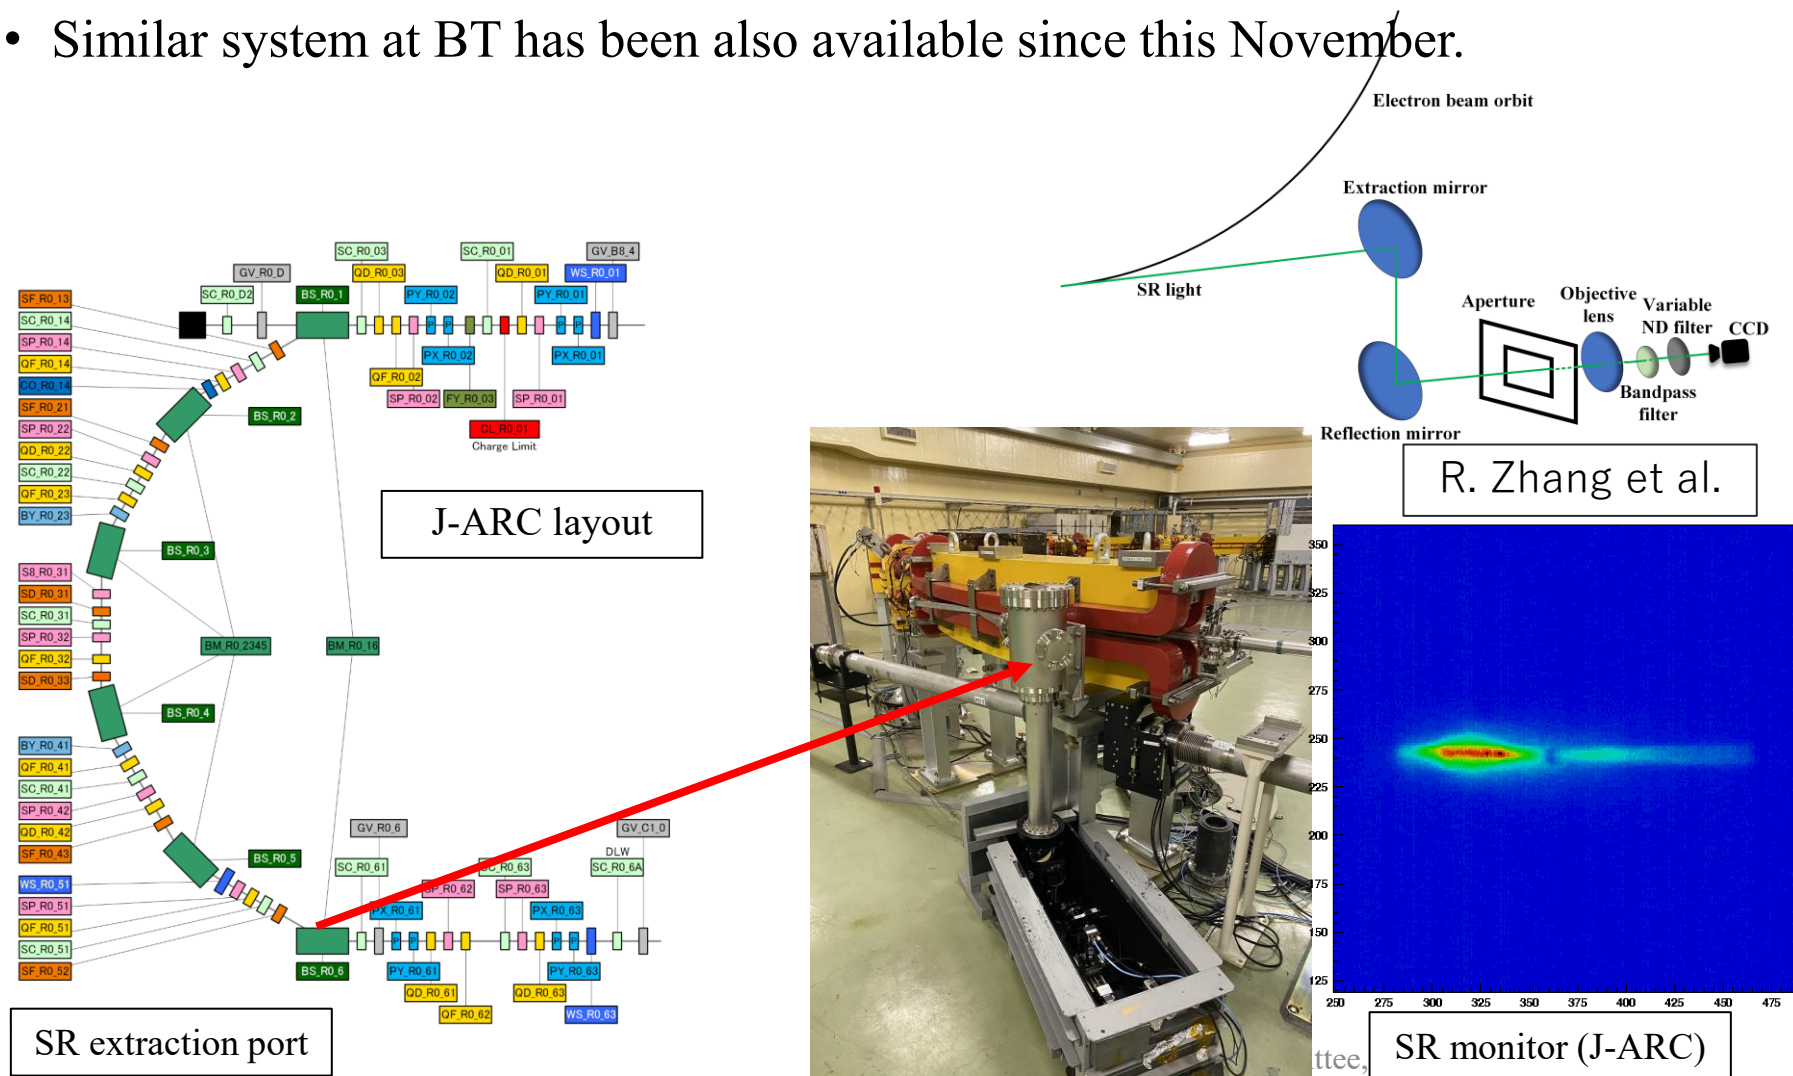 • Similar system at BT has been also available since this November.
Electron beam orbit
Extraction mirror
SR light
Aperture
Objective
lens
Variable
ND filter
CCD
Bandpass
filter
Reflection mirror
R. Zhang et al.
SC_R0_03
SC_R0_01
GV_B8_4
GV_R0_D
QD_R0_03
QD_R0_01
WS_R0_01
SC_R0_D2
BS_R0_1
PY_R0_02
PY_R0_01
P P P P
PX_R0_02
PX_R0_01
QF_R0_02
SP_R0_02
FY_R0_03
SP_R0_01
CL_R0_01
Charge Limit
SF_R0_13
SC_R0_14
SP_R0_14
QF_R0_14
CO_R0_14
SF_R0_21
SP_R0_22
QD_R0_22
SC_R0_22
QF_R0_23
BY_R0_23
BS_R0_2
BS_R0_3
J-ARC layout
S8_R0_31
SD_R0_31
SC_R0_31
SP_R0_32
QF_R0_32
SD_R0_33
BM_R0_2345
BM_R0_16
BS_R0_4
BY_R0_41
QF_R0_41
SC_R0_41
SP_R0_42
QD_R0_42
SF_R0_43
BS_R0_5
WS_R0_51
SP_R0_51
QF_R0_51
SC_R0_51
SF_R0_52
GV_R0_6
GV_C1_0
DLW
SC_R0_61
SC_R0_63
SC_R0_6A
SP_R0_62
SP_R0_63
PX_R0_61
PX_R0_63
P P P P
BS_R0_6
PY_R0_61
PY_R0_63
QD_R0_61
QD_R0_63
QF_R0_62
WS_R0_63
SR extraction port
350
325
300
275
250
225
200
175
150
125
250 275 300 325 350 375 400 425 450 475
ttee,
SR monitor (J-ARC)